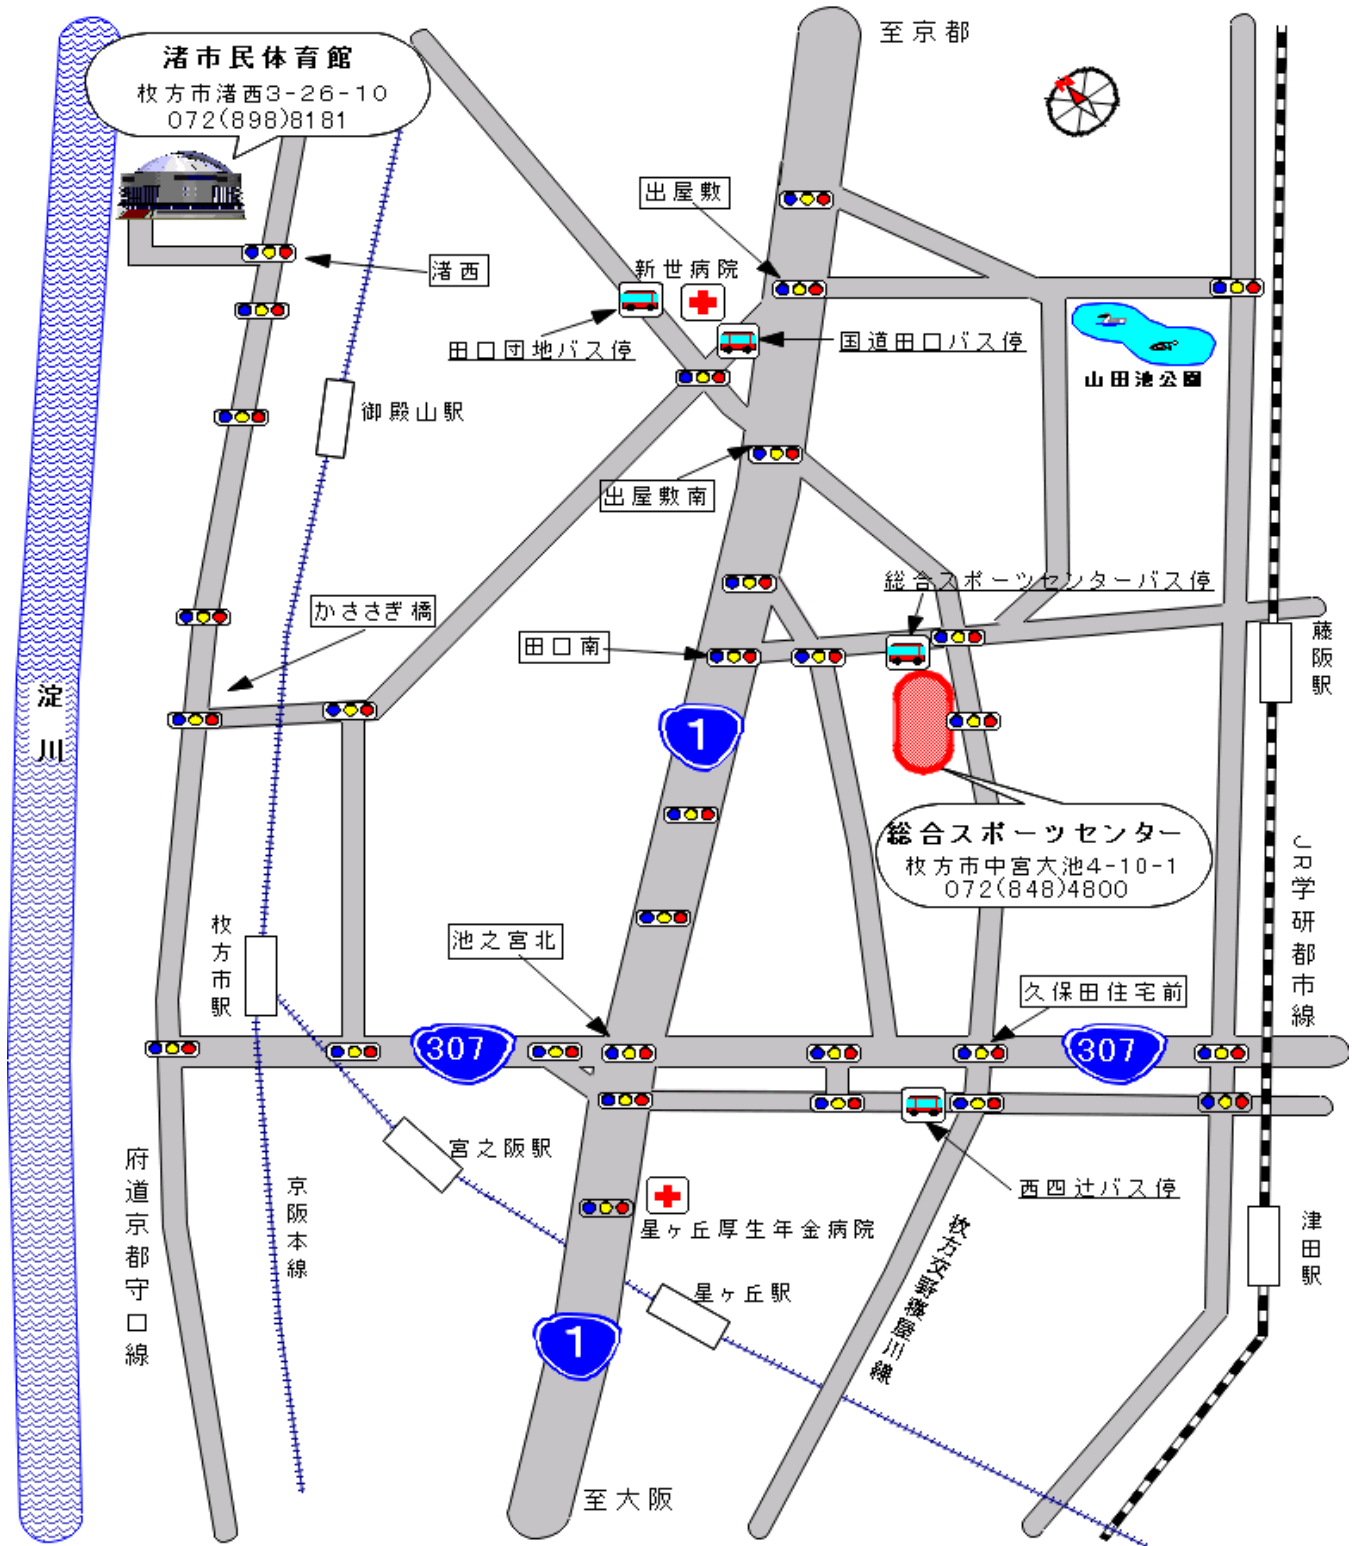 至京都
渚市民体育館
枚方市渚西3-26-10
072(898)8181
出屋敷
渚西
新世病院
田口団地バス停
国道田口バス停
山田池公園
御殿山駅
出屋敷南
総合スポーツセンターバス停
かささぎ橋
田口南
藤阪駅
淀川
1
総合スポーツセンター
枚方市中宮大池4-10-1
072(848)4800
JR学研都市線
枚方市駅
池之宮北
久保田住宅前
307
307
宮之阪駅
府道京都守口線
京阪本線
西四辻バス停
星ヶ丘厚生年金病院
枚方交野寝屋川線
津田駅
星ヶ丘駅
1
至大阪